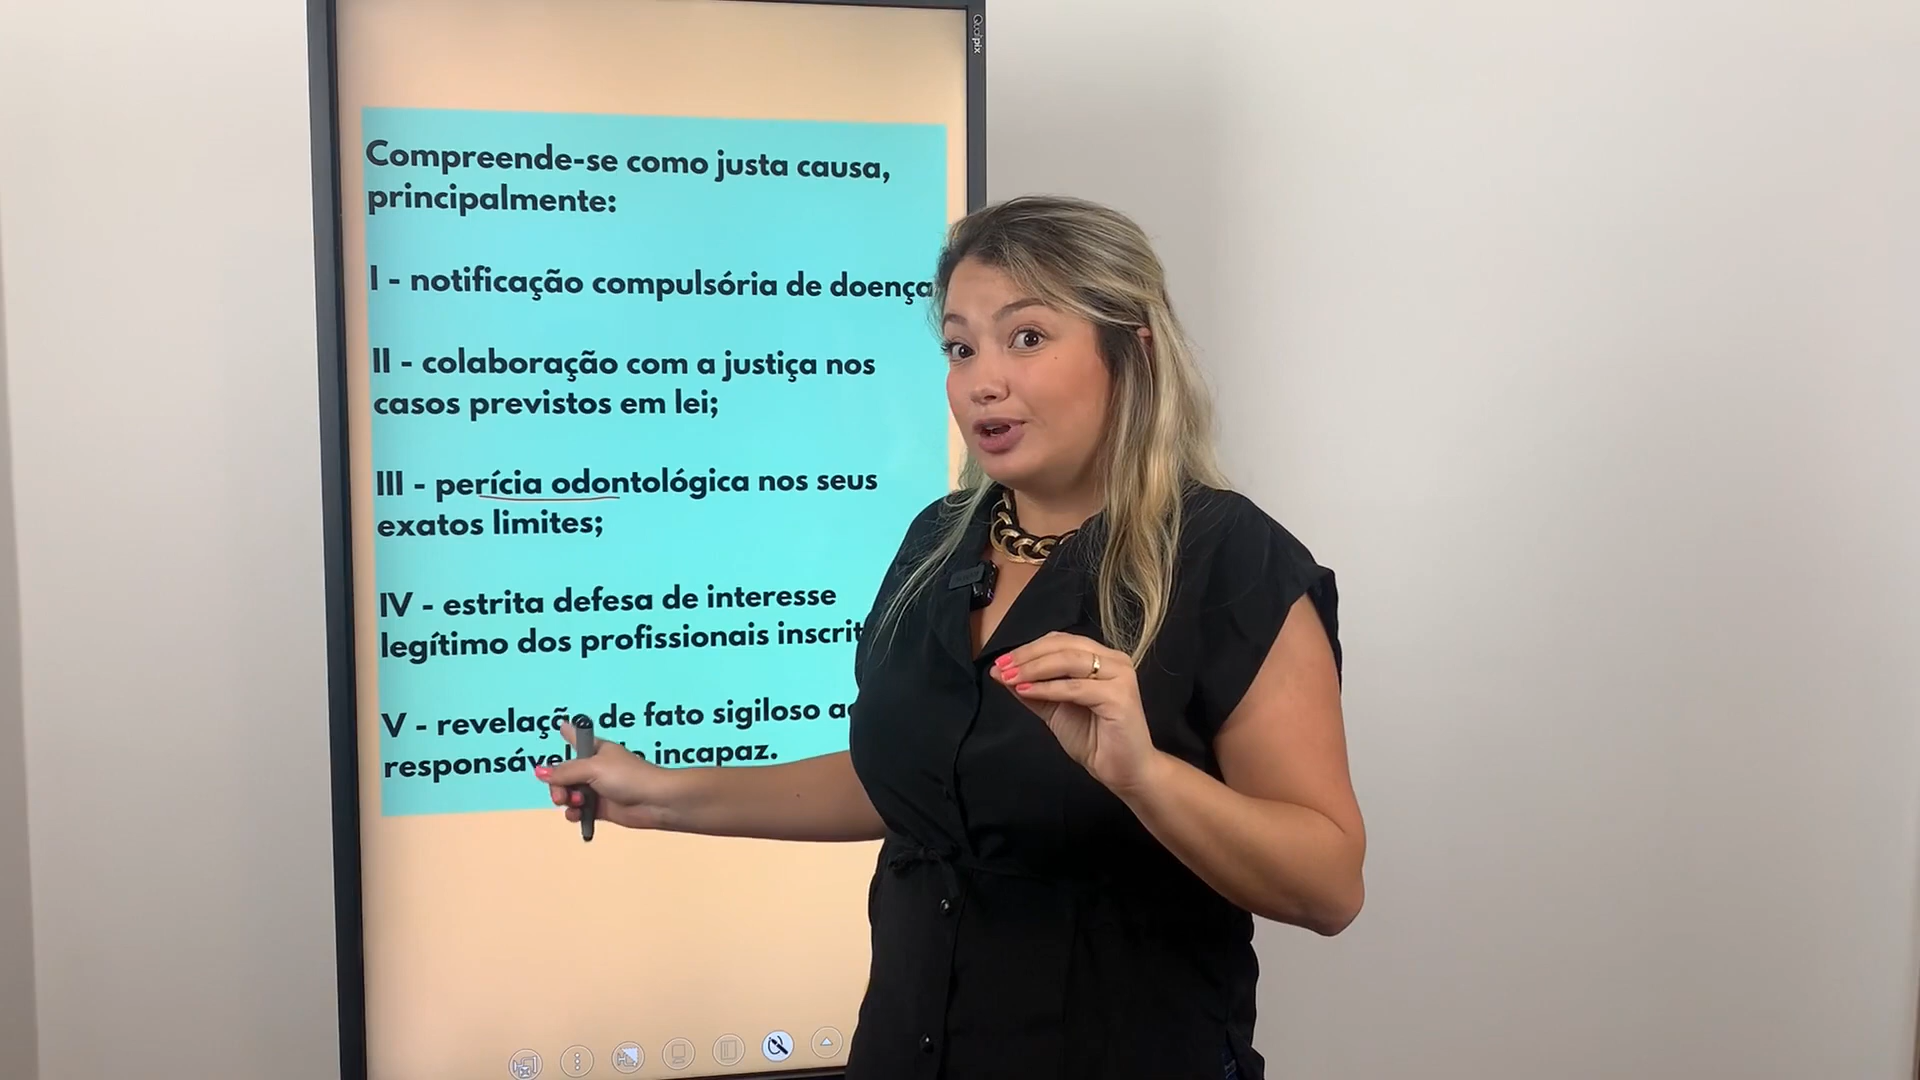 Qualpix
Compreende-se como justa causa,
principalmente:
I - notificação compulsória de doença
II - colaboração com a justiça nos
casos previstos em lei;
III - perícia odontológica nos seus
exatos limites;
IV - estrita defesa de interesse
legítimo dos profissionais
V - revelação de fato sigiloso
responsável incapaz.